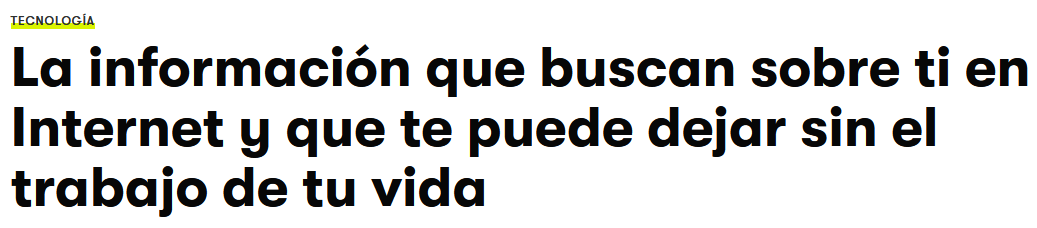 TECNOLOGÍA
La información que buscan sobre ti en
Internet y que te puede dejar sin el
trabajo de tu vida